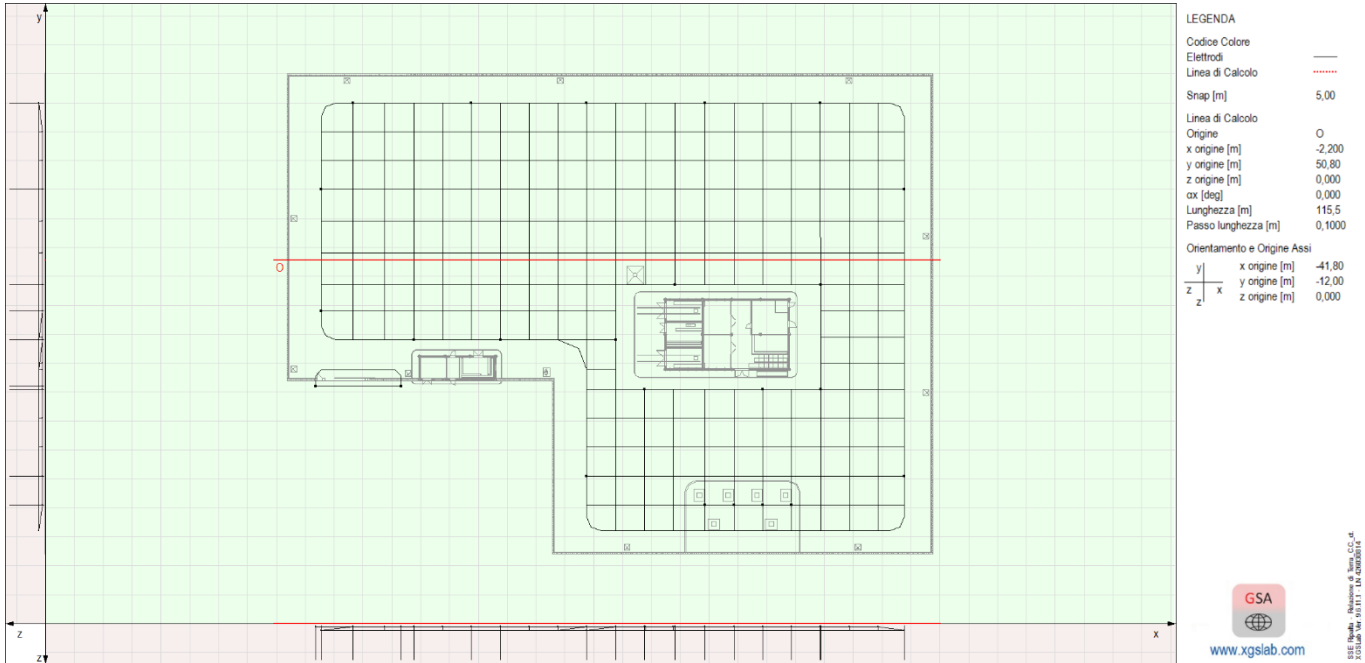 y
LEGENDA
Codice Colore
Elettrodi
Linea di Calcolo
Snap [m] 5,00
Linea di Calcolo
Origine O
x origine [m] -2,200
y origine [m] 50,80
z origine [m] 0,000
αx [deg] 0,000
Lunghezza [m] 115,5
Passo lunghezza [m] 0,1000
Orientamento e Origine Assi
y x origine [m] -41,80
z x y origine [m] -12,00
z z origine [m] 0,000
O
z
x
z
GSA
www.xgslab.com